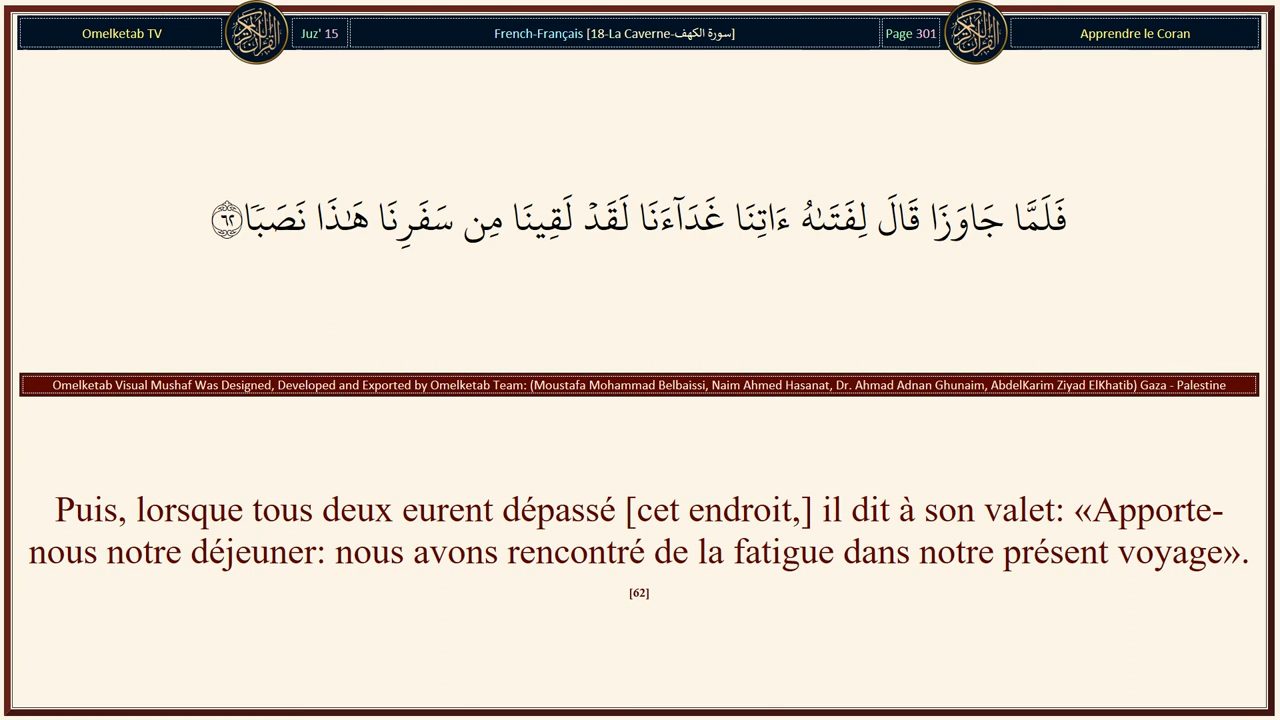 Omelketab TV
Juz' 15
French-Français [18-La Caverne-سورة الكهف]
Page 301
Apprendre le Coran
فَلَمَّا جَاوَزَا قَالَ لِفَتَىٰهُ ءَاتِنَا غَدَآءَنَا لَقَدۡ لَقِينَا مِن سَفَرِنَا هَٰذَا نَصَبٗا ٦٢
Omelketab Visual Mushaf Was Designed, Developed and Exported by Omelketab Team: (Moustafa Mohammad Belbaissi, Naim Ahmed Hasanat, Dr. Ahmad Adnan Ghunaim, AbdelKarim Ziyad ElKhatib) Gaza - Palestine
Puis, lorsque tous deux eurent dépassé [cet endroit,] il dit à son valet: «Apporte-
nous notre déjeuner: nous avons rencontré de la fatigue dans notre présent voyage».
[62]